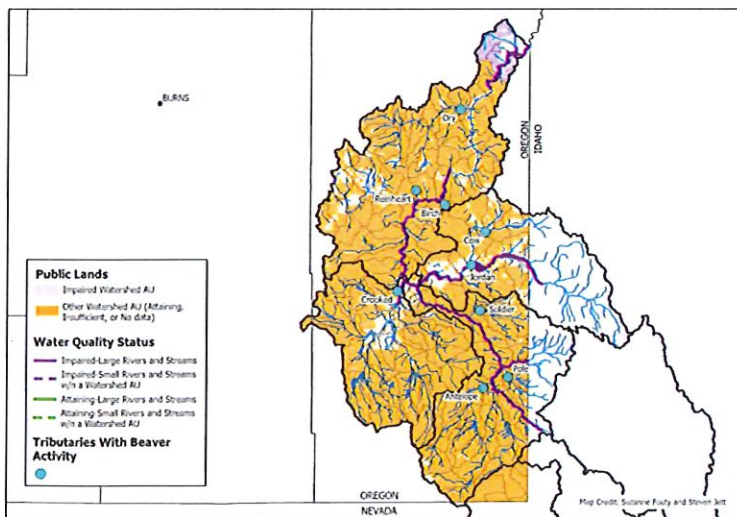 BURNS
Dry
OREGON
IDAHO
Reinheart
Birch
Cow
Jordan
Crooked
Soldier
Pole
Antelope
Public Lands
Impaired Watershed AU
Other Watershed AU (Attaining,
Insufficient, or No data)
Water Quality Status
Impaired-Large Rivers and Streams
Impaired-Small Rivers and Streams
w/n a Watershed AU
Attaining-Large Rivers and Streams
Attaining-Small Rivers and Streams
w/n a Watershed AU
Tributaries With Beaver
Activity
OREGON
NEVADA
Map Credit: Suzanne Fouty and Steven Jett